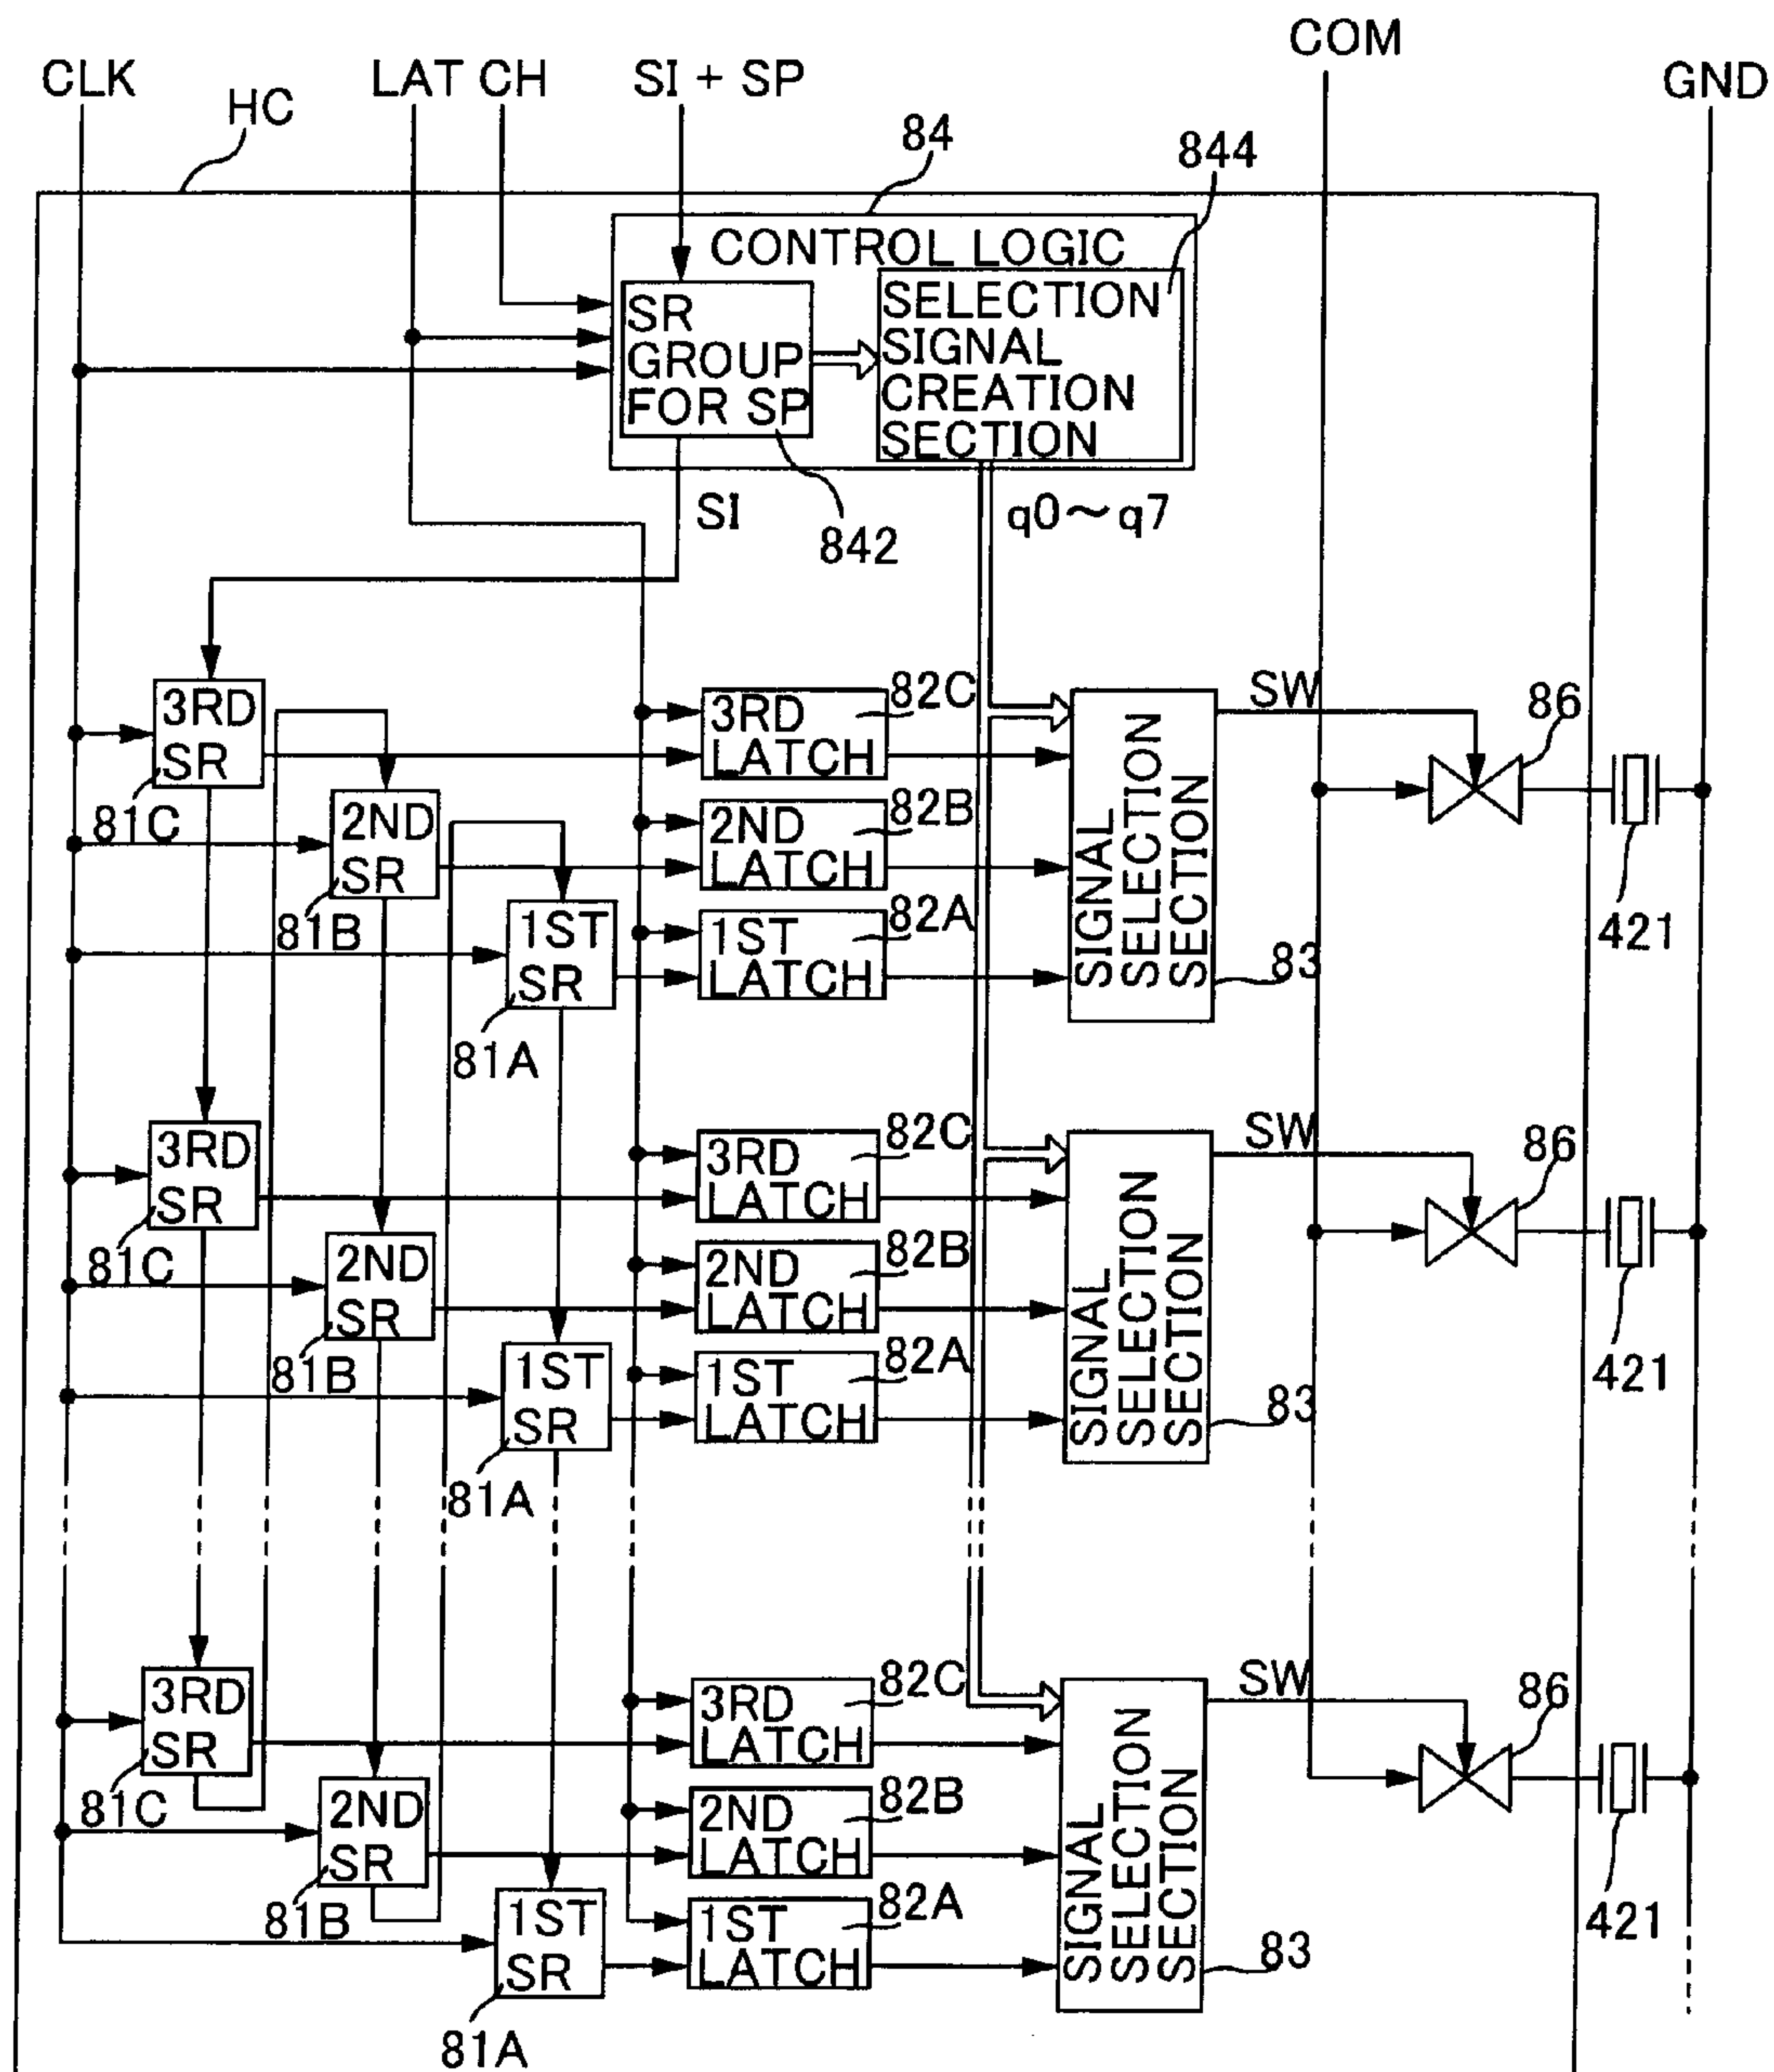 COM
CLK
LAT CH
SI + SP
GND
HC
84
844
CONTROL LOGIC
SR
GROUP
FOR SP
SELECTION
SIGNAL
CREATION
SECTION
SI
842
q0～q7
3RD
SR
81C
2ND
SR
81B
1ST
SR
81A
3RD
LATCH
82C
2ND
LATCH
82B
1ST
LATCH
82A
SIGNAL
SELECTION
SECTION
83
SW
86
421
3RD
SR
81C
2ND
SR
81B
1ST
SR
81A
3RD
LATCH
82C
2ND
LATCH
82B
1ST
LATCH
82A
SIGNAL
SELECTION
SECTION
83
SW
86
421
3RD
SR
81C
2ND
SR
81B
1ST
SR
81A
3RD
LATCH
82C
2ND
LATCH
82B
1ST
LATCH
82A
SIGNAL
SELECTION
SECTION
83
SW
86
421